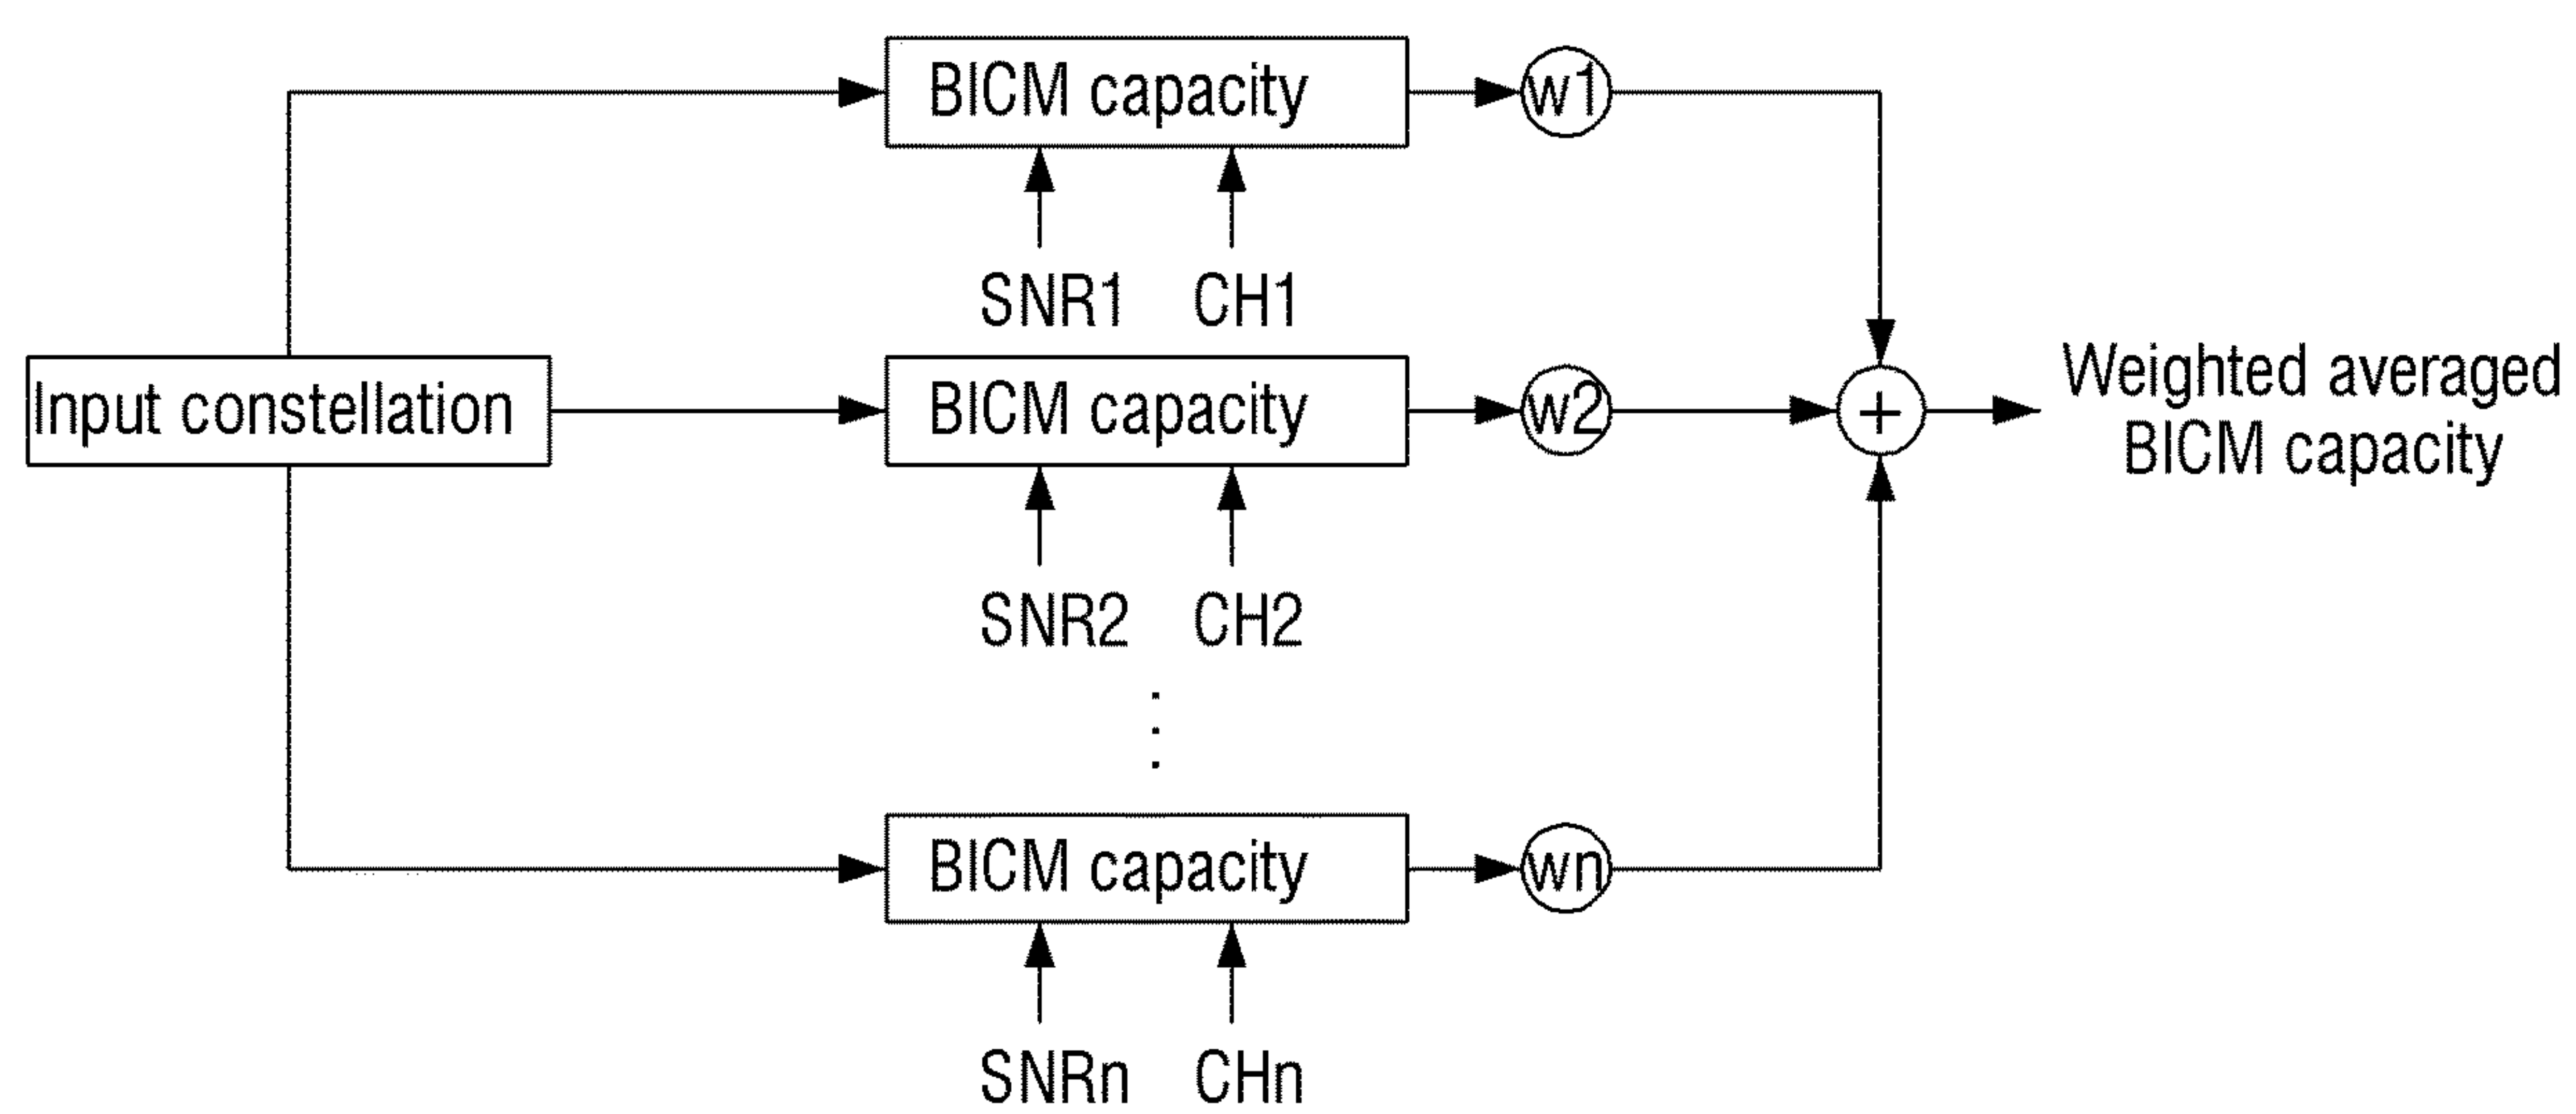 BICM capacity
w1
SNR1 CH1
Input constellation
BICM capacity
w2
+
Weighted averaged
BICM capacity
SNR2 CH2
BICM capacity
wn
SNRn CHn